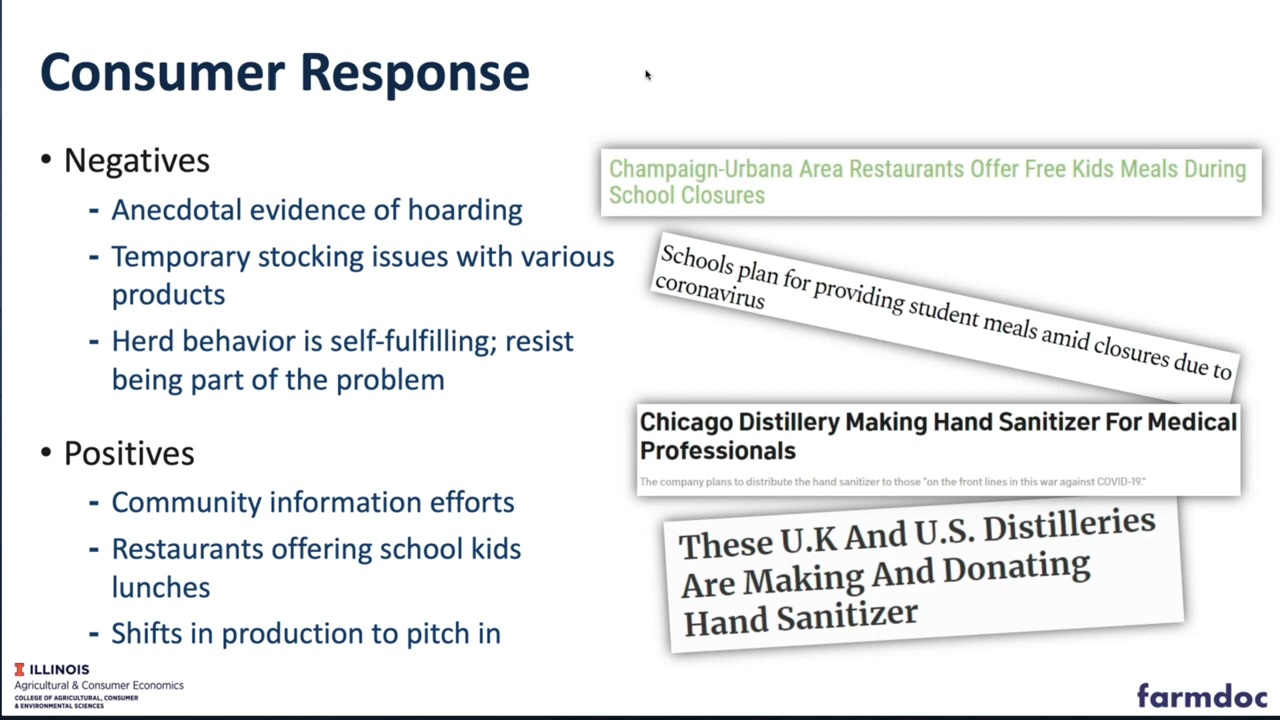 Consumer Response
• Negatives
- Anecdotal evidence of hoarding
- Temporary stocking issues with various
products
- Herd behavior is self-fulfilling; resist
being part of the problem
• Positives
- Community information efforts
- Restaurants offering school kids
lunches
- Shifts in production to pitch in
Champaign-Urbana Area Restaurants Offer Free Kids Meals During
School Closures
Schools plan for providing student meals amid closures due to
coronavirus
Chicago Distillery Making Hand Sanitizer For Medical
Professionals
The company plans to distribute the hand sanitizer to those "on the front lines in this war against COVID-19."
These U.K And U.S. Distilleries
Are Making And Donating
Hand Sanitizer
I ILLINOIS
Agricultural & Consumer Economics
COLLEGE OF AGRICULTURAL, CONSUMER
& ENVIRONMENTAL SCIENCES
farmdoc